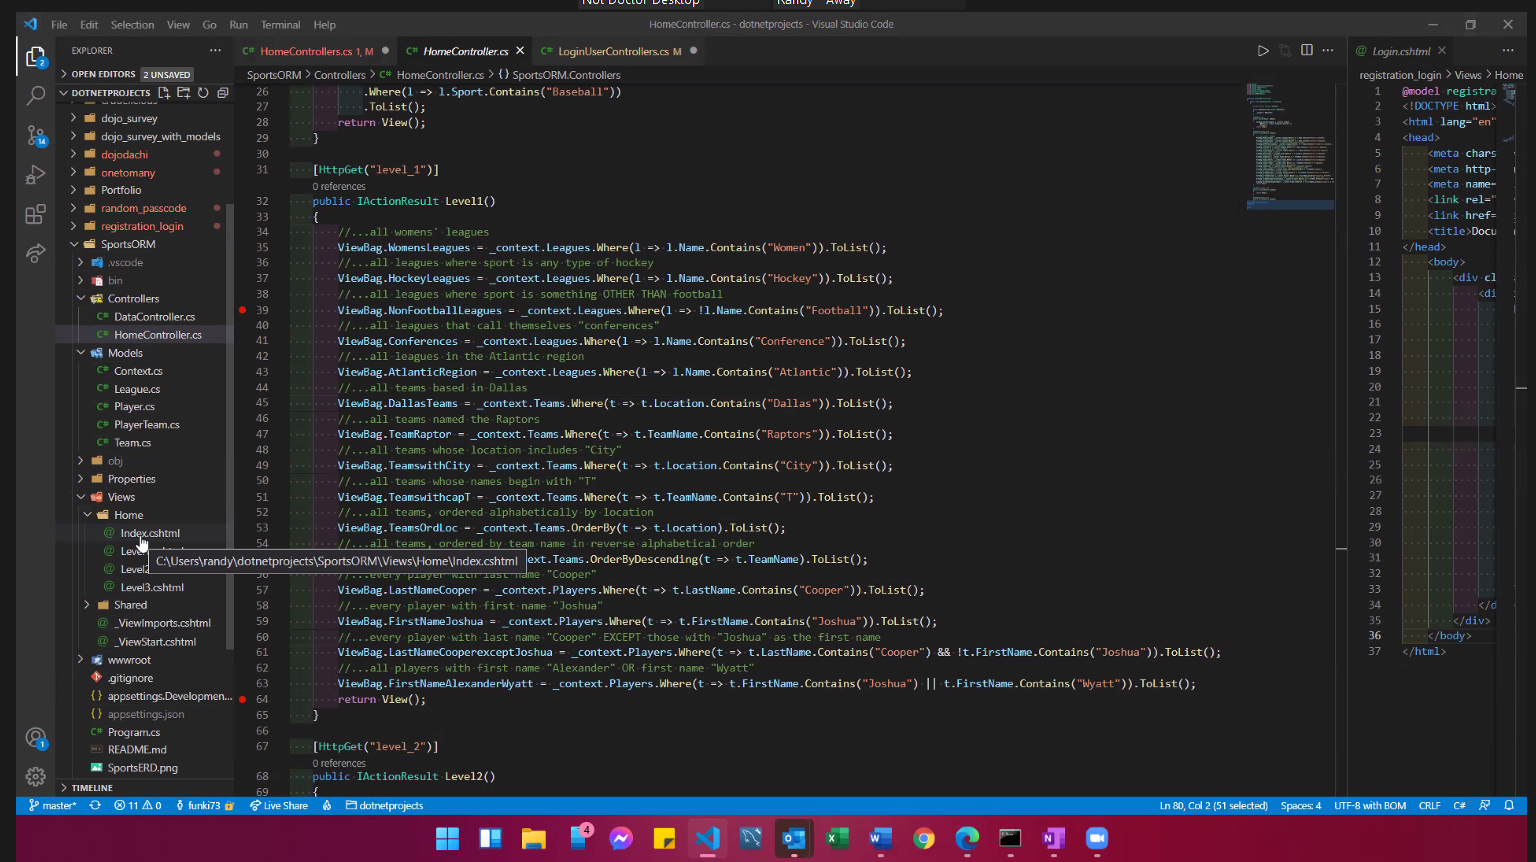 Not Doctor Desktop
Randy - Away
File Edit Selection View Go Run Terminal Help
HomeController.cs - dotnetprojects - Visual Studio Code
EXPLORER
OPEN EDITORS 2 UNSAVED
DOTNETPROJECTS
dojo_survey
dojo_survey_with_models
dojodachi
onetomany
Portfolio
random_passcode
registration_login
SportsORM
.vscode
bin
Controllers
DataController.cs
HomeController.cs
Models
Context.cs
League.cs
Player.cs
PlayerTeam.cs
Team.cs
obj
Properties
Views
Home
Index.cshtml
Level2
Level3.cshtml
Shared
_ViewImports.cshtml
_ViewStart.cshtml
wwwroot
.gitignore
appsettings.Developmen...
appsettings.json
Program.cs
README.md
SportsERD.png
TIMELINE
C:\Users\randy\dotnetprojects\SportsORM\Views\Home\Index.cshtml
HomeControllers.cs 1, M
HomeController.cs
LoginUserControllers.cs M
SportsORM > Controllers > HomeController.cs > {} SportsORM.Controllers
26 .Where(l => l.Sport.Contains("Baseball"))
27 .ToList();
28 return View();
29 }
30
31 [HttpGet("level_1")]
0 references
32 public IActionResult Level1()
33 {
34 //...all womens' leagues
35 ViewBag.WomensLeagues = _context.Leagues.Where(l => l.Name.Contains("Women")).ToList();
36 //...all leagues where sport is any type of hockey
37 ViewBag.HockeyLeagues = _context.Leagues.Where(l => l.Name.Contains("Hockey")).ToList();
38 //...all leagues where sport is something OTHER THAN football
39 ViewBag.NonFootballLeagues = _context.Leagues.Where(l => !l.Name.Contains("Football")).ToList();
40 //...all leagues that call themselves "conferences"
41 ViewBag.Conferences = _context.Leagues.Where(l => l.Name.Contains("Conference")).ToList();
42 //...all leagues in the Atlantic region
43 ViewBag.AtlanticRegion = _context.Leagues.Where(l => l.Name.Contains("Atlantic")).ToList();
44 //...all teams based in Dallas
45 ViewBag.DallasTeams = _context.Teams.Where(t => t.Location.Contains("Dallas")).ToList();
46 //...all teams named the Raptors
47 ViewBag.TeamRaptor = _context.Teams.Where(t => t.TeamName.Contains("Raptors")).ToList();
48 //...all teams whose location includes "City"
49 ViewBag.TeamswithCity = _context.Teams.Where(t => t.Location.Contains("City")).ToList();
50 //...all teams whose names begin with "T"
51 ViewBag.TeamswithcapT = _context.Teams.Where(t => t.TeamName.Contains("T")).ToList();
52 //...all teams, ordered alphabetically by location
53 ViewBag.TeamsOrdLoc = _context.Teams.OrderBy(t => t.Location).ToList();
54 //...all teams, ordered by team name in reverse alphabetical order
text.Teams.OrderByDescending(t => t.TeamName).ToList();
"Cooper"
57 ViewBag.LastNameCooper = _context.Players.Where(t => t.LastName.Contains("Cooper")).ToList();
58 //...every player with first name "Joshua"
59 ViewBag.FirstNameJoshua = _context.Players.Where(t => t.FirstName.Contains("Joshua")).ToList();
60 //...every player with last name "Cooper" EXCEPT those with "Joshua" as the first name
61 ViewBag.LastNameCooperexceptJoshua = _context.Players.Where(t => t.LastName.Contains("Cooper") && !t.FirstName.Contains("Joshua")).ToList();
62 //...all players with first name "Alexander" OR first name "Wyatt"
63 ViewBag.FirstNameAlexanderWyatt = _context.Players.Where(t => t.FirstName.Contains("Joshua") || t.FirstName.Contains("Wyatt")).ToList();
64 return View();
65 }
66
67 [HttpGet("level_2")]
0 references
68 public IActionResult Level2()
69 {
Login.cshtml
registration_login > Views > Home
1 @model registra
2 <!DOCTYPE html>
3 <html lang="en"
4 <head>
5 <meta chars
6 <meta http-
7 <meta name=
8 <link rel="
9 <link href=
10 <title>Docu
11 </head>
12 <body>
13 <div cl
14 <di
15
16
17
18
19
20
21
22
23
24
25
26
27
28
29
30
31
32
33
34 </d
35 </div>
36 </body>
37 </html>
master* 11 0 funki73 Live Share dotnetprojects
Ln 80, Col 2 (51 selected) Spaces: 4 UTF-8 with BOM CRLF C#